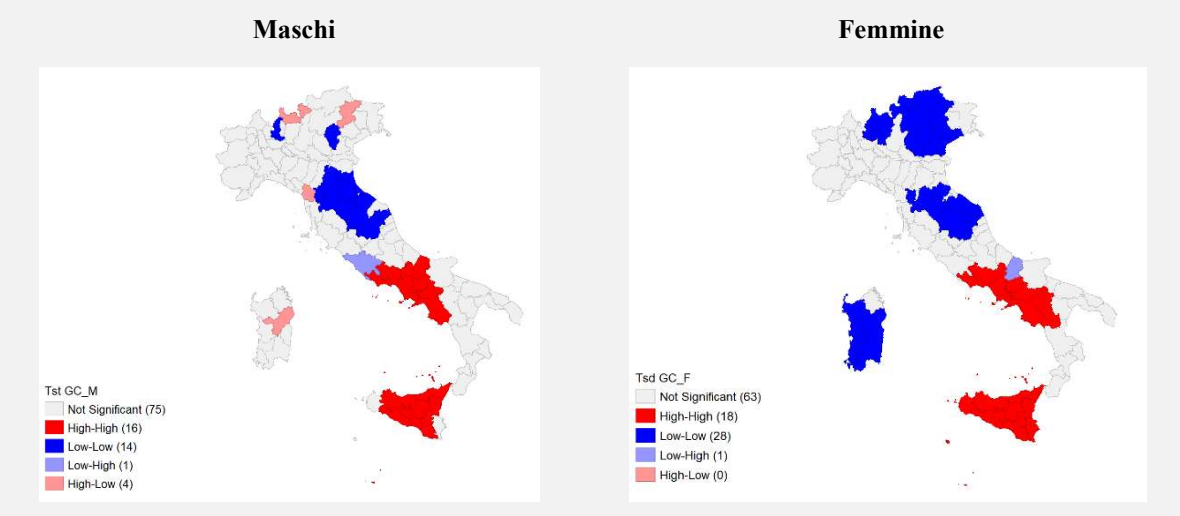 Maschi
Femmine
Tst GC_M
Not Significant (75)
High-High (16)
Low-Low (14)
Low-High (1)
High-Low (4)
Tsd GC_F
Not Significant (63)
High-High (18)
Low-Low (28)
Low-High (1)
High-Low (0)